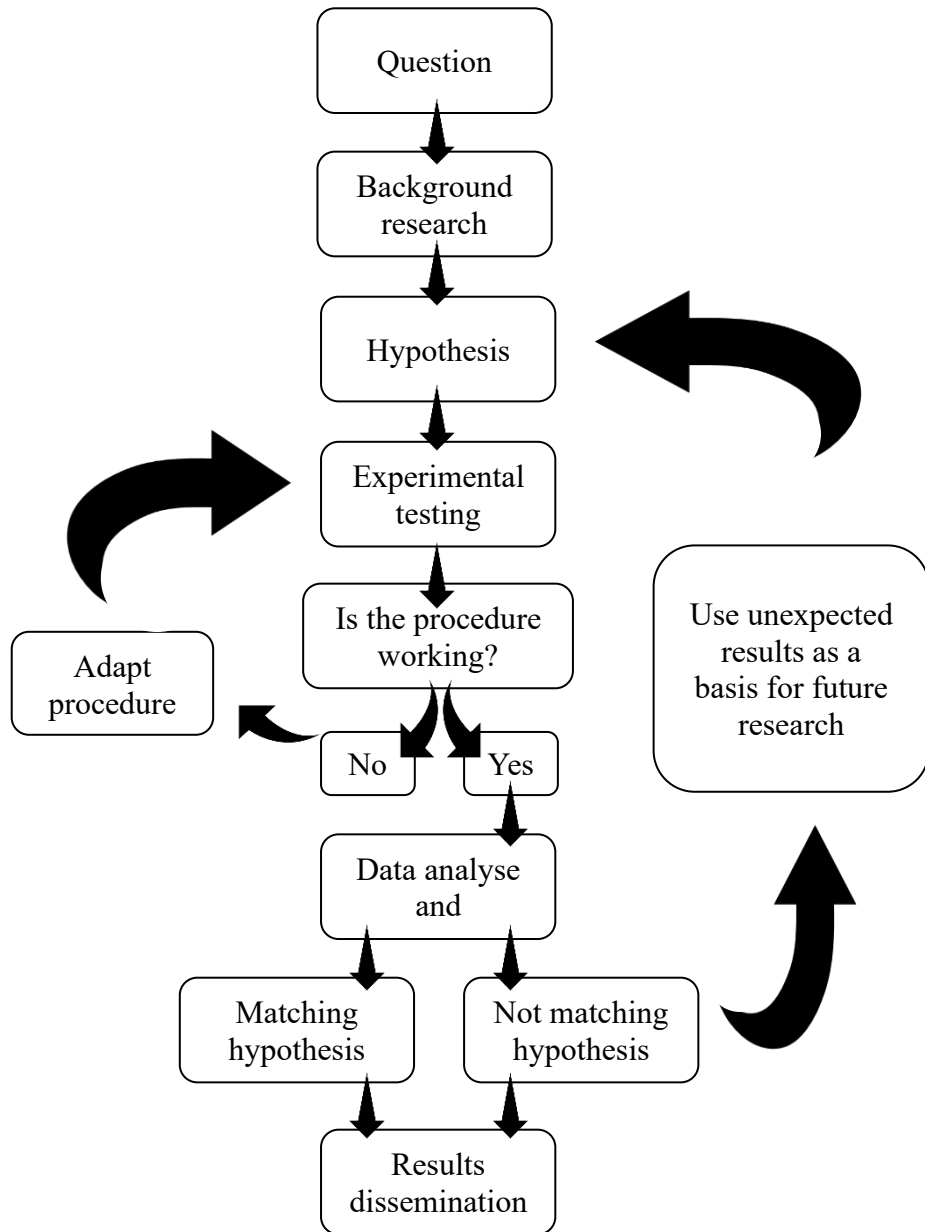 Question
Background
research
Hypothesis
Experimental
testing
Is the procedure
working?
Adapt
procedure
No
Yes
Use unexpected
results as a
basis for future
research
Data analyse
and
Matching
hypothesis
Not matching
hypothesis
Results
dissemination